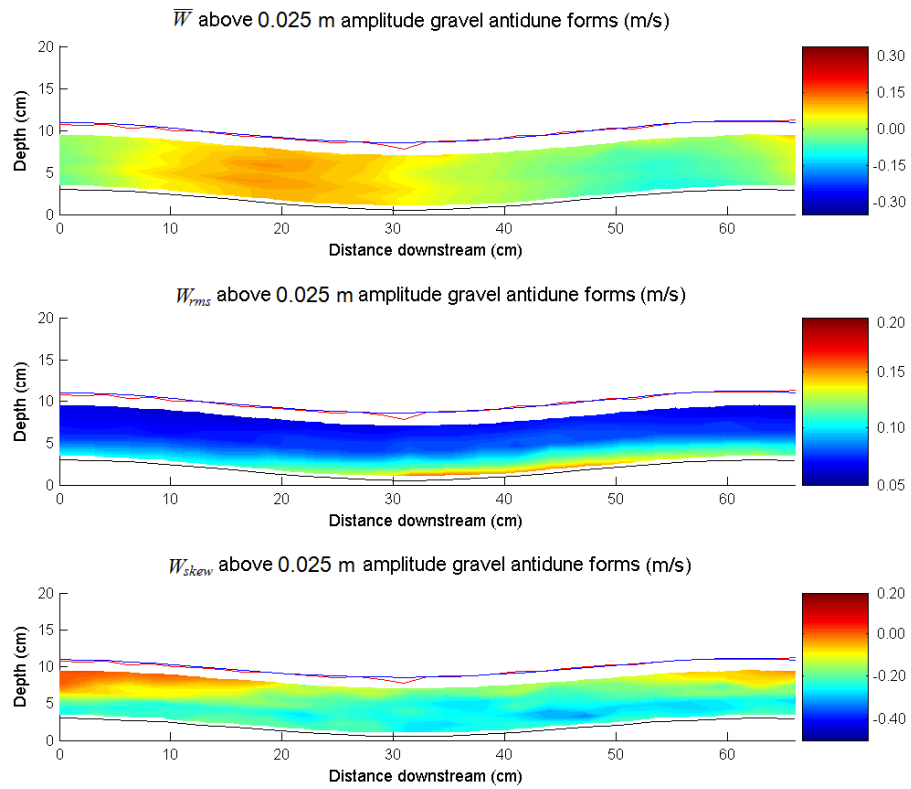 W̅ above 0.025 m amplitude gravel antidune forms (m/s)
20
15
10
5
0
Depth (cm)
0 10 20 30 40 50 60
Distance downstream (cm)
0.30
0.15
0.00
-0.15
-0.30
W_rms above 0.025 m amplitude gravel antidune forms (m/s)
20
15
10
5
0
Depth (cm)
0 10 20 30 40 50 60
Distance downstream (cm)
0.20
0.15
0.10
0.05
W_skew above 0.025 m amplitude gravel antidune forms (m/s)
20
15
10
5
0
Depth (cm)
0 10 20 30 40 50 60
Distance downstream (cm)
0.20
0.00
-0.20
-0.40